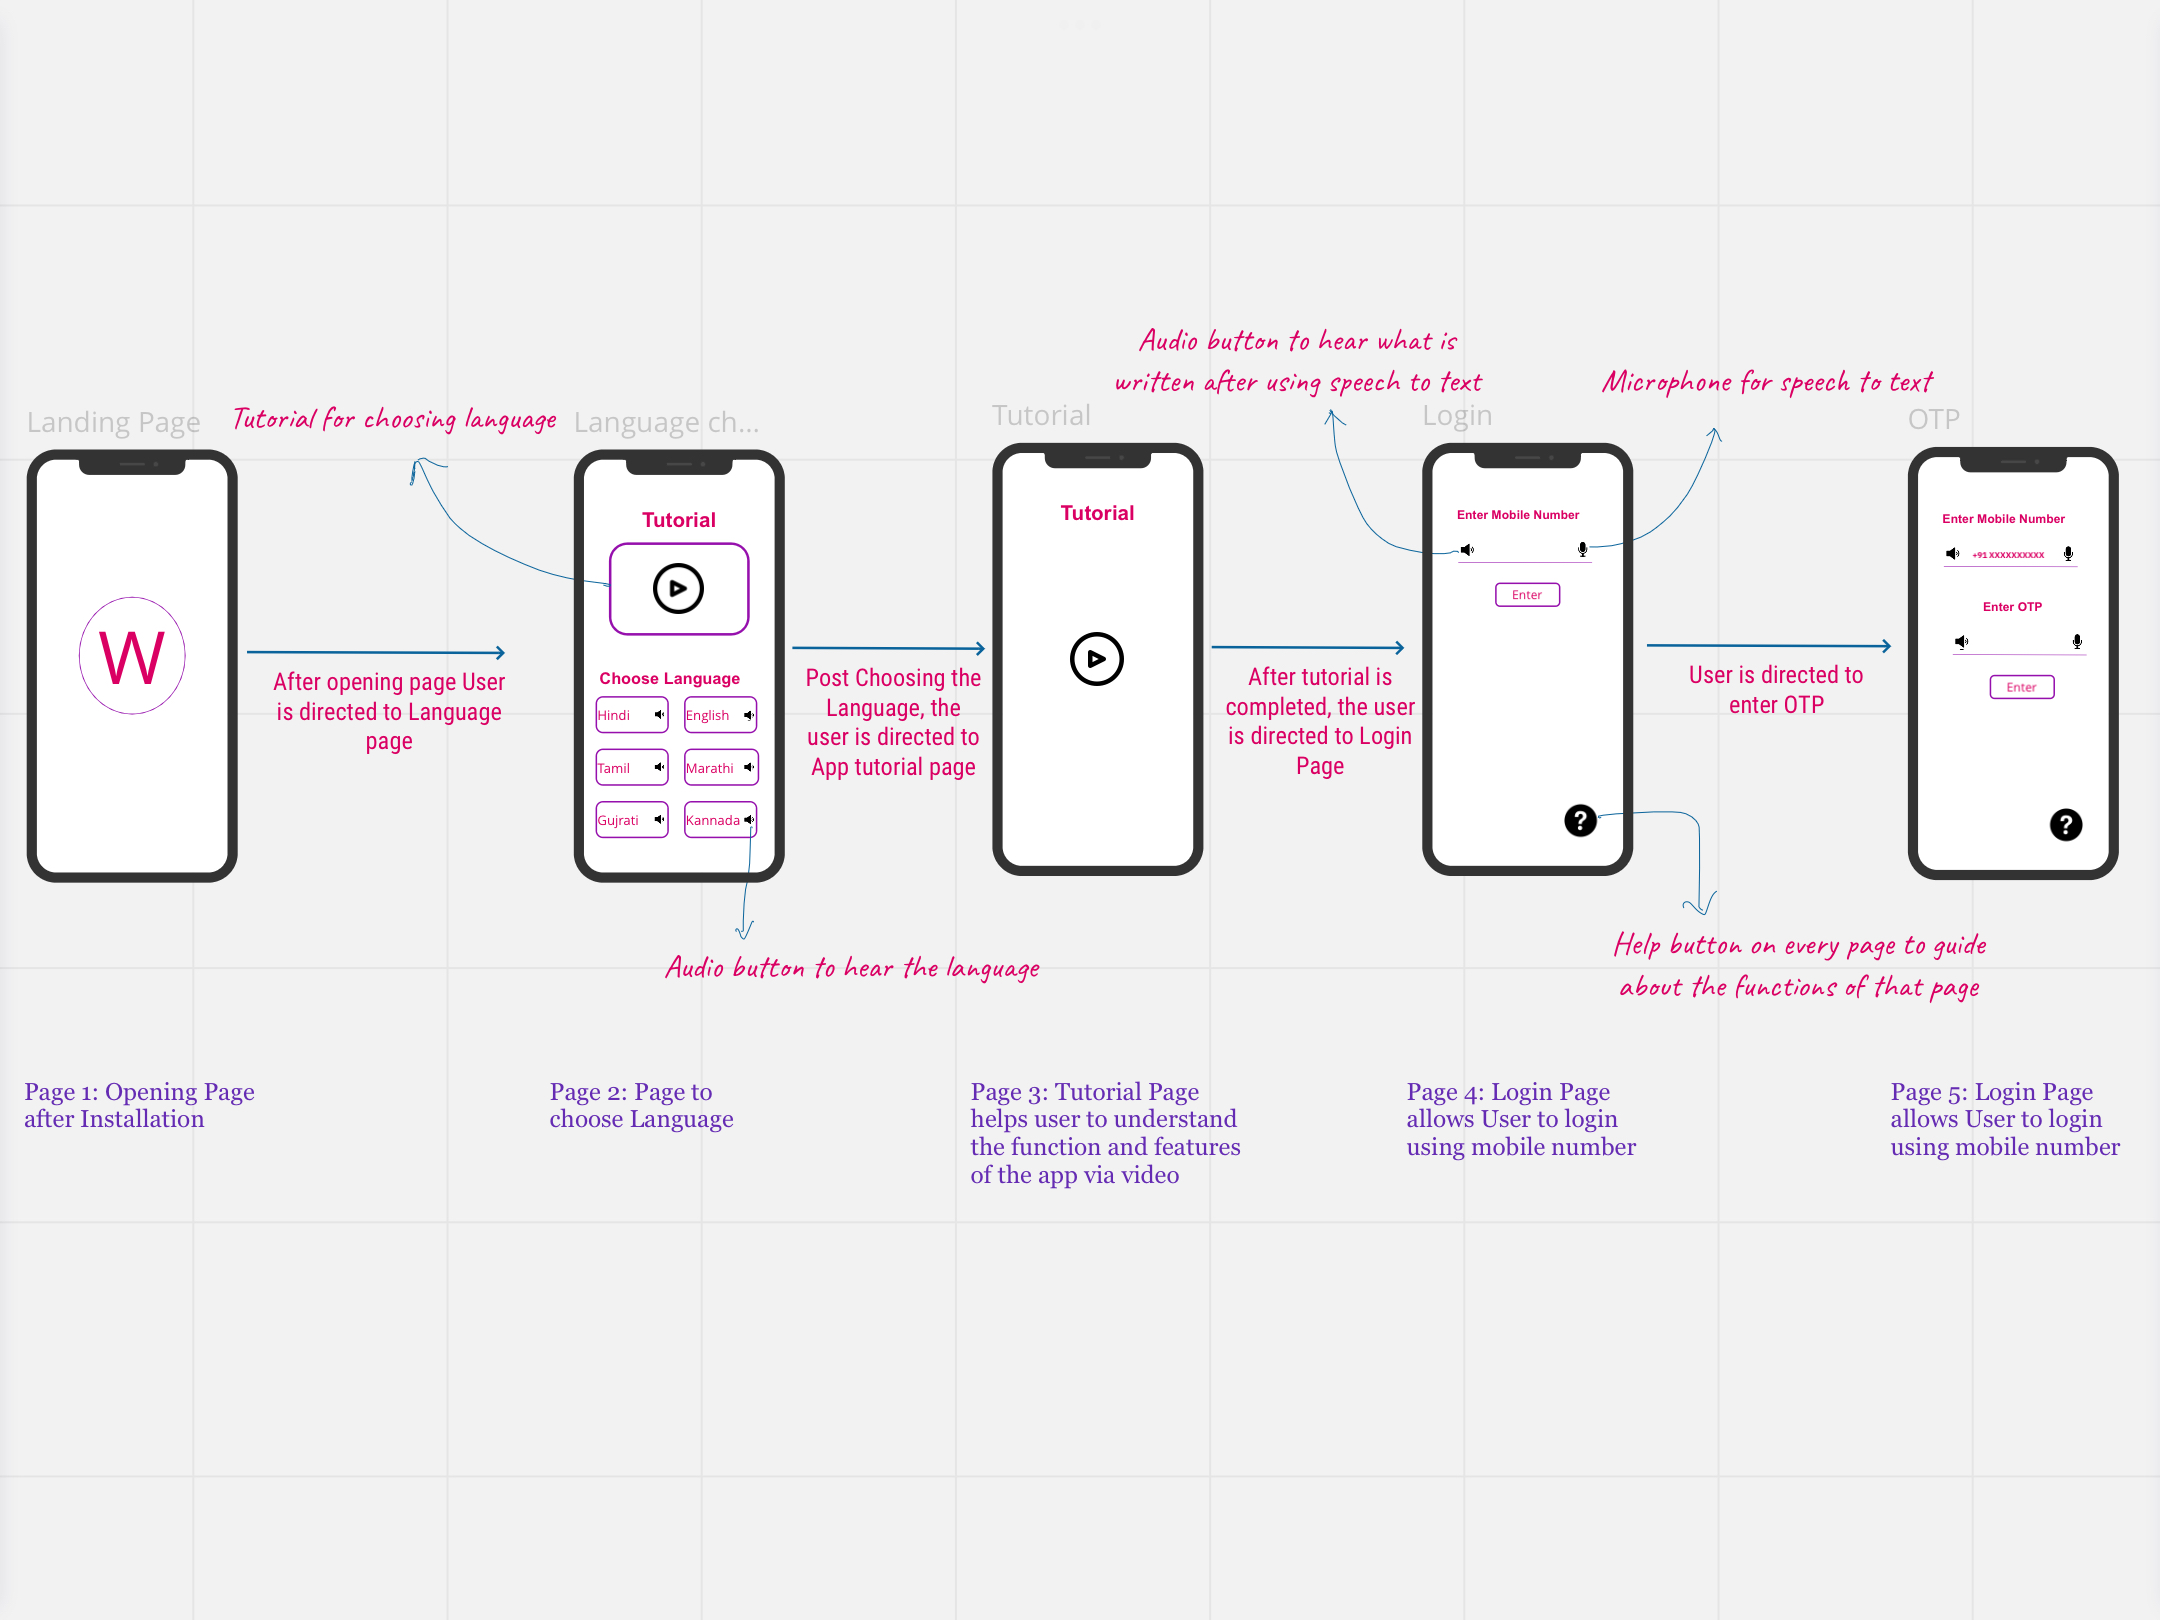 Audio button to hear what is
written after using speech to text
Microphone for speech to text
Landing Page
Tutorial for choosing language
Language ch...
Tutorial
Login
OTP
W
After opening page User
is directed to Language
page
Tutorial
Choose Language
Hindi
English
Tamil
Marathi
Gujrati
Kannada
Audio button to hear the language
Post Choosing the
Language, the
user is directed to
App tutorial page
Tutorial
After tutorial is
completed, the user
is directed to Login
Page
Enter Mobile Number
Enter
?
User is directed to
enter OTP
Help button on every page to guide
about the functions of that page
Enter Mobile Number
+91 XXXXXXXXXX
Enter OTP
Enter
?
Page 1: Opening Page
after Installation
Page 2: Page to
choose Language
Page 3: Tutorial Page
helps user to understand
the function and features
of the app via video
Page 4: Login Page
allows User to login
using mobile number
Page 5: Login Page
allows User to login
using mobile number